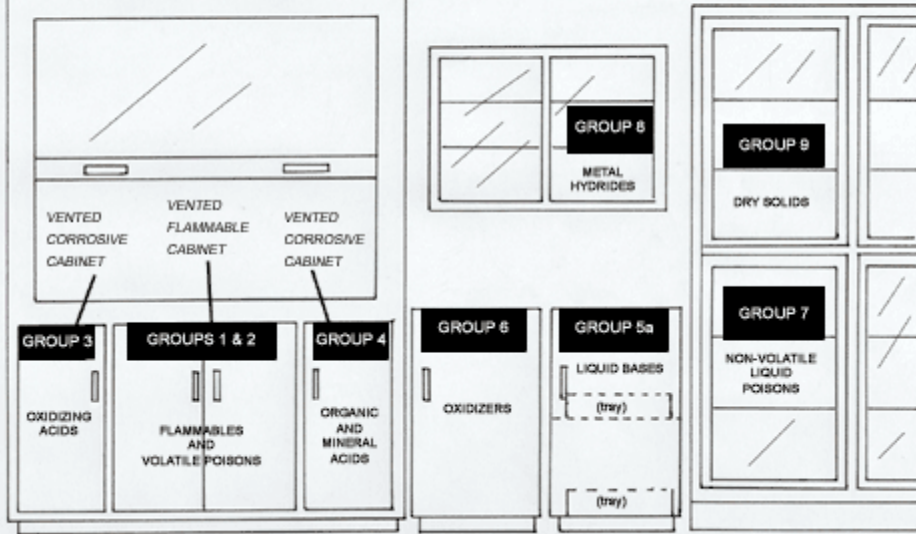 VENTED
CORROSIVE
CABINET
VENTED
FLAMMABLE
CABINET
VENTED
CORROSIVE
CABINET
GROUP 3
OXIDIZING
ACIDS
GROUPS 1 & 2
FLAMMABLES
AND
VOLATILE POISONS
GROUP 4
ORGANIC
AND
MINERAL
ACIDS
GROUP 8
METAL
HYDRIDES
GROUP 6
OXIDIZERS
GROUP 5a
LIQUID BASES
(tray)
(tray)
GROUP 9
DRY SOLIDS
GROUP 7
NON-VOLATILE
LIQUID
POISONS